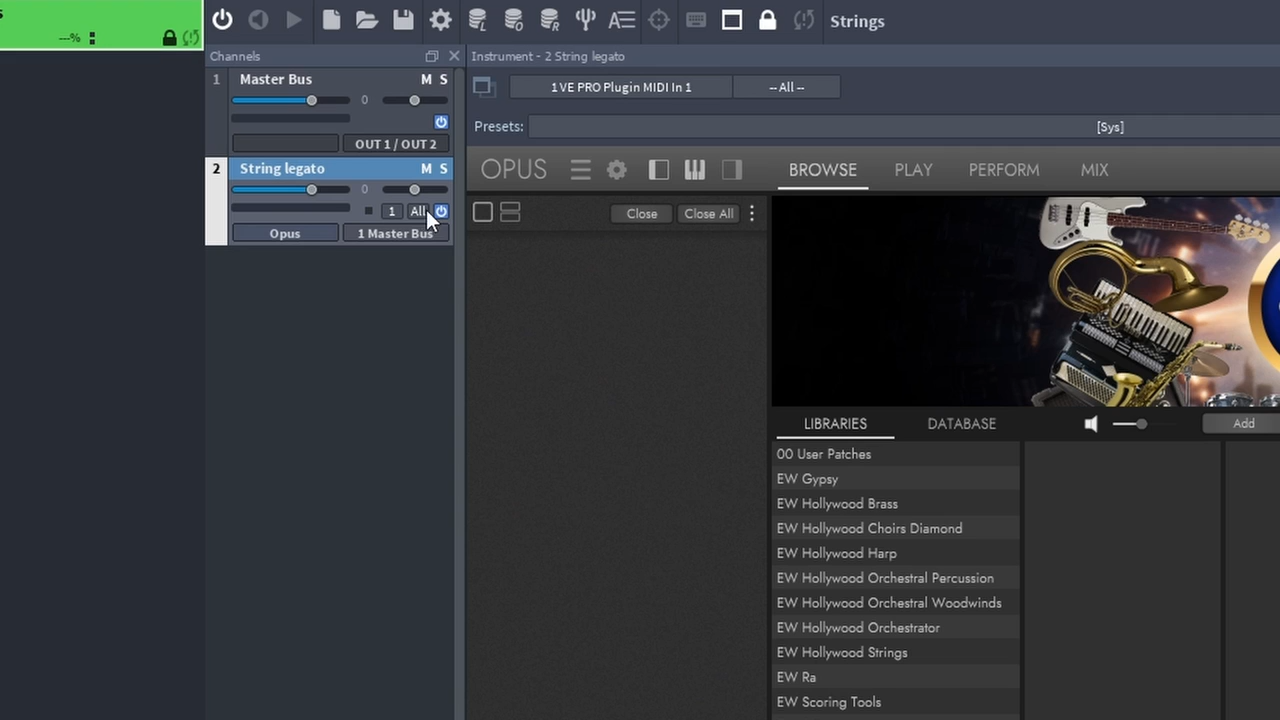 s
---%
Strings
Channels
Instrument - 2 String legato
1 Master Bus M S
0
OUT 1 / OUT 2
2 String legato M S
0
1 All
Opus 1 Master Bus
1 VE PRO Plugin MIDI In 1 -- All --
Presets: [Sys]
OPUS BROWSE PLAY PERFORM MIX
Close Close All
LIBRARIES DATABASE Add
00 User Patches
EW Gypsy
EW Hollywood Brass
EW Hollywood Choirs Diamond
EW Hollywood Harp
EW Hollywood Orchestral Percussion
EW Hollywood Orchestral Woodwinds
EW Hollywood Orchestrator
EW Hollywood Strings
EW Ra
EW Scoring Tools